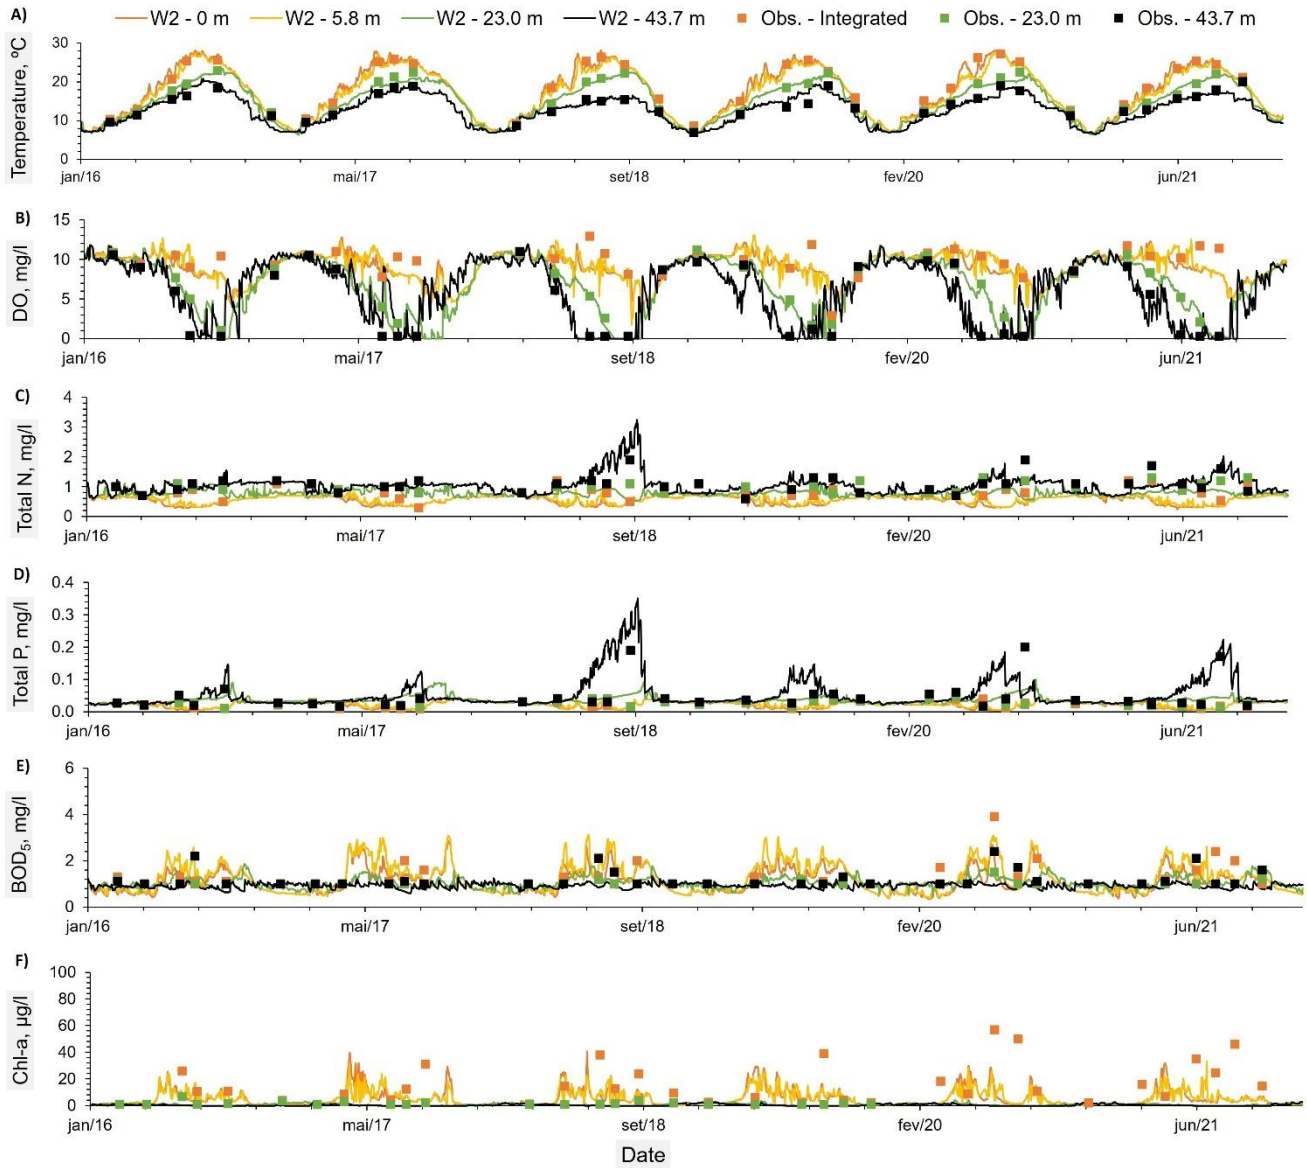 A) W2 - 0 m W2 - 5.8 m W2 - 23.0 m W2 - 43.7 m Obs. - Integrated Obs. - 23.0 m Obs. - 43.7 m
Temperature, ºC
30
20
10
0
jan/16 mai/17 set/18 fev/20 jun/21
B)
DO, mg/l
15
10
5
0
jan/16 mai/17 set/18 fev/20 jun/21
C)
Total N, mg/l
4
3
2
1
0
jan/16 mai/17 set/18 fev/20 jun/21
D)
Total P, mg/l
0.4
0.3
0.2
0.1
0.0
jan/16 mai/17 set/18 fev/20 jun/21
E)
BOD5, mg/l
6
4
2
0
jan/16 mai/17 set/18 fev/20 jun/21
F)
Chl-a, µg/l
100
80
60
40
20
0
jan/16 mai/17 set/18 fev/20 jun/21
Date